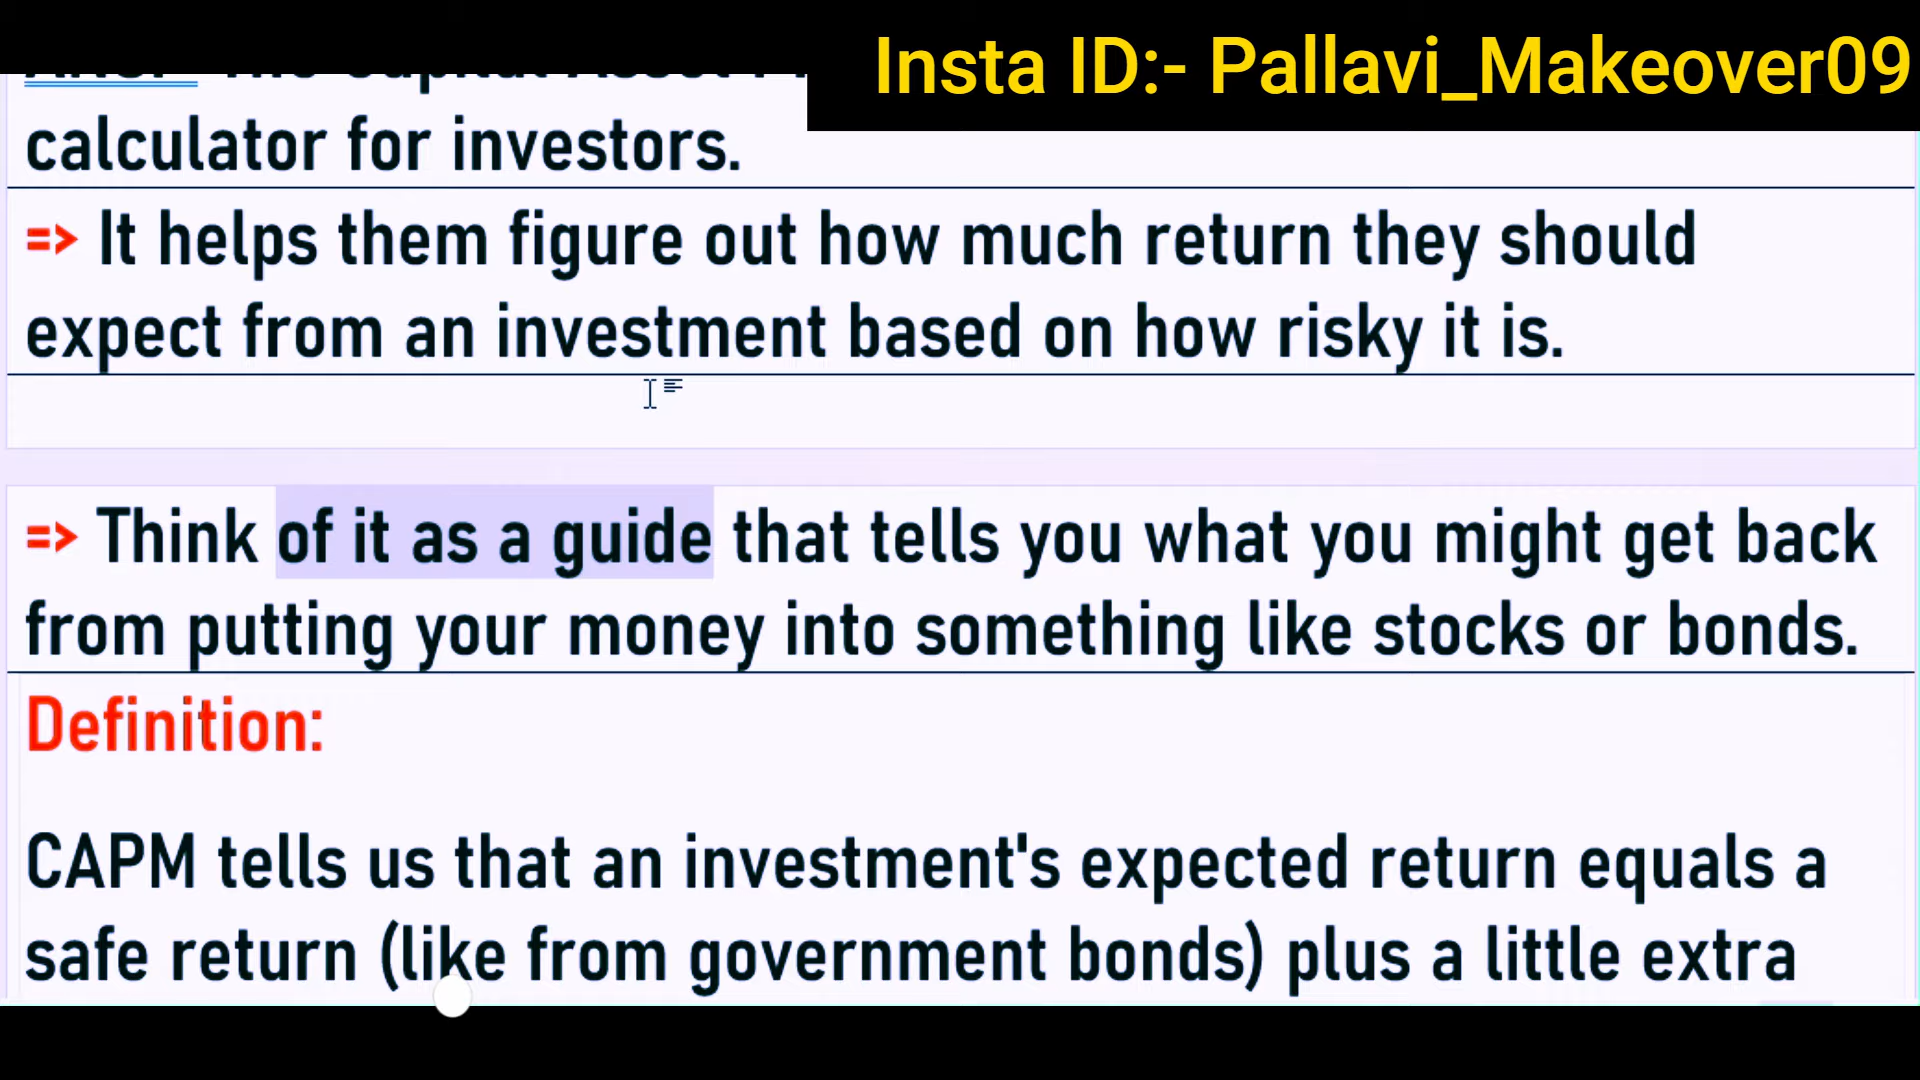 Insta ID:- Pallavi_Makeover09
The Capital Asset
calculator for investors.
=> It helps them figure out how much return they should
expect from an investment based on how risky it is.
=> Think of it as a guide that tells you what you might get back
from putting your money into something like stocks or bonds.
Definition:
CAPM tells us that an investment's expected return equals a
safe return (like from government bonds) plus a little extra